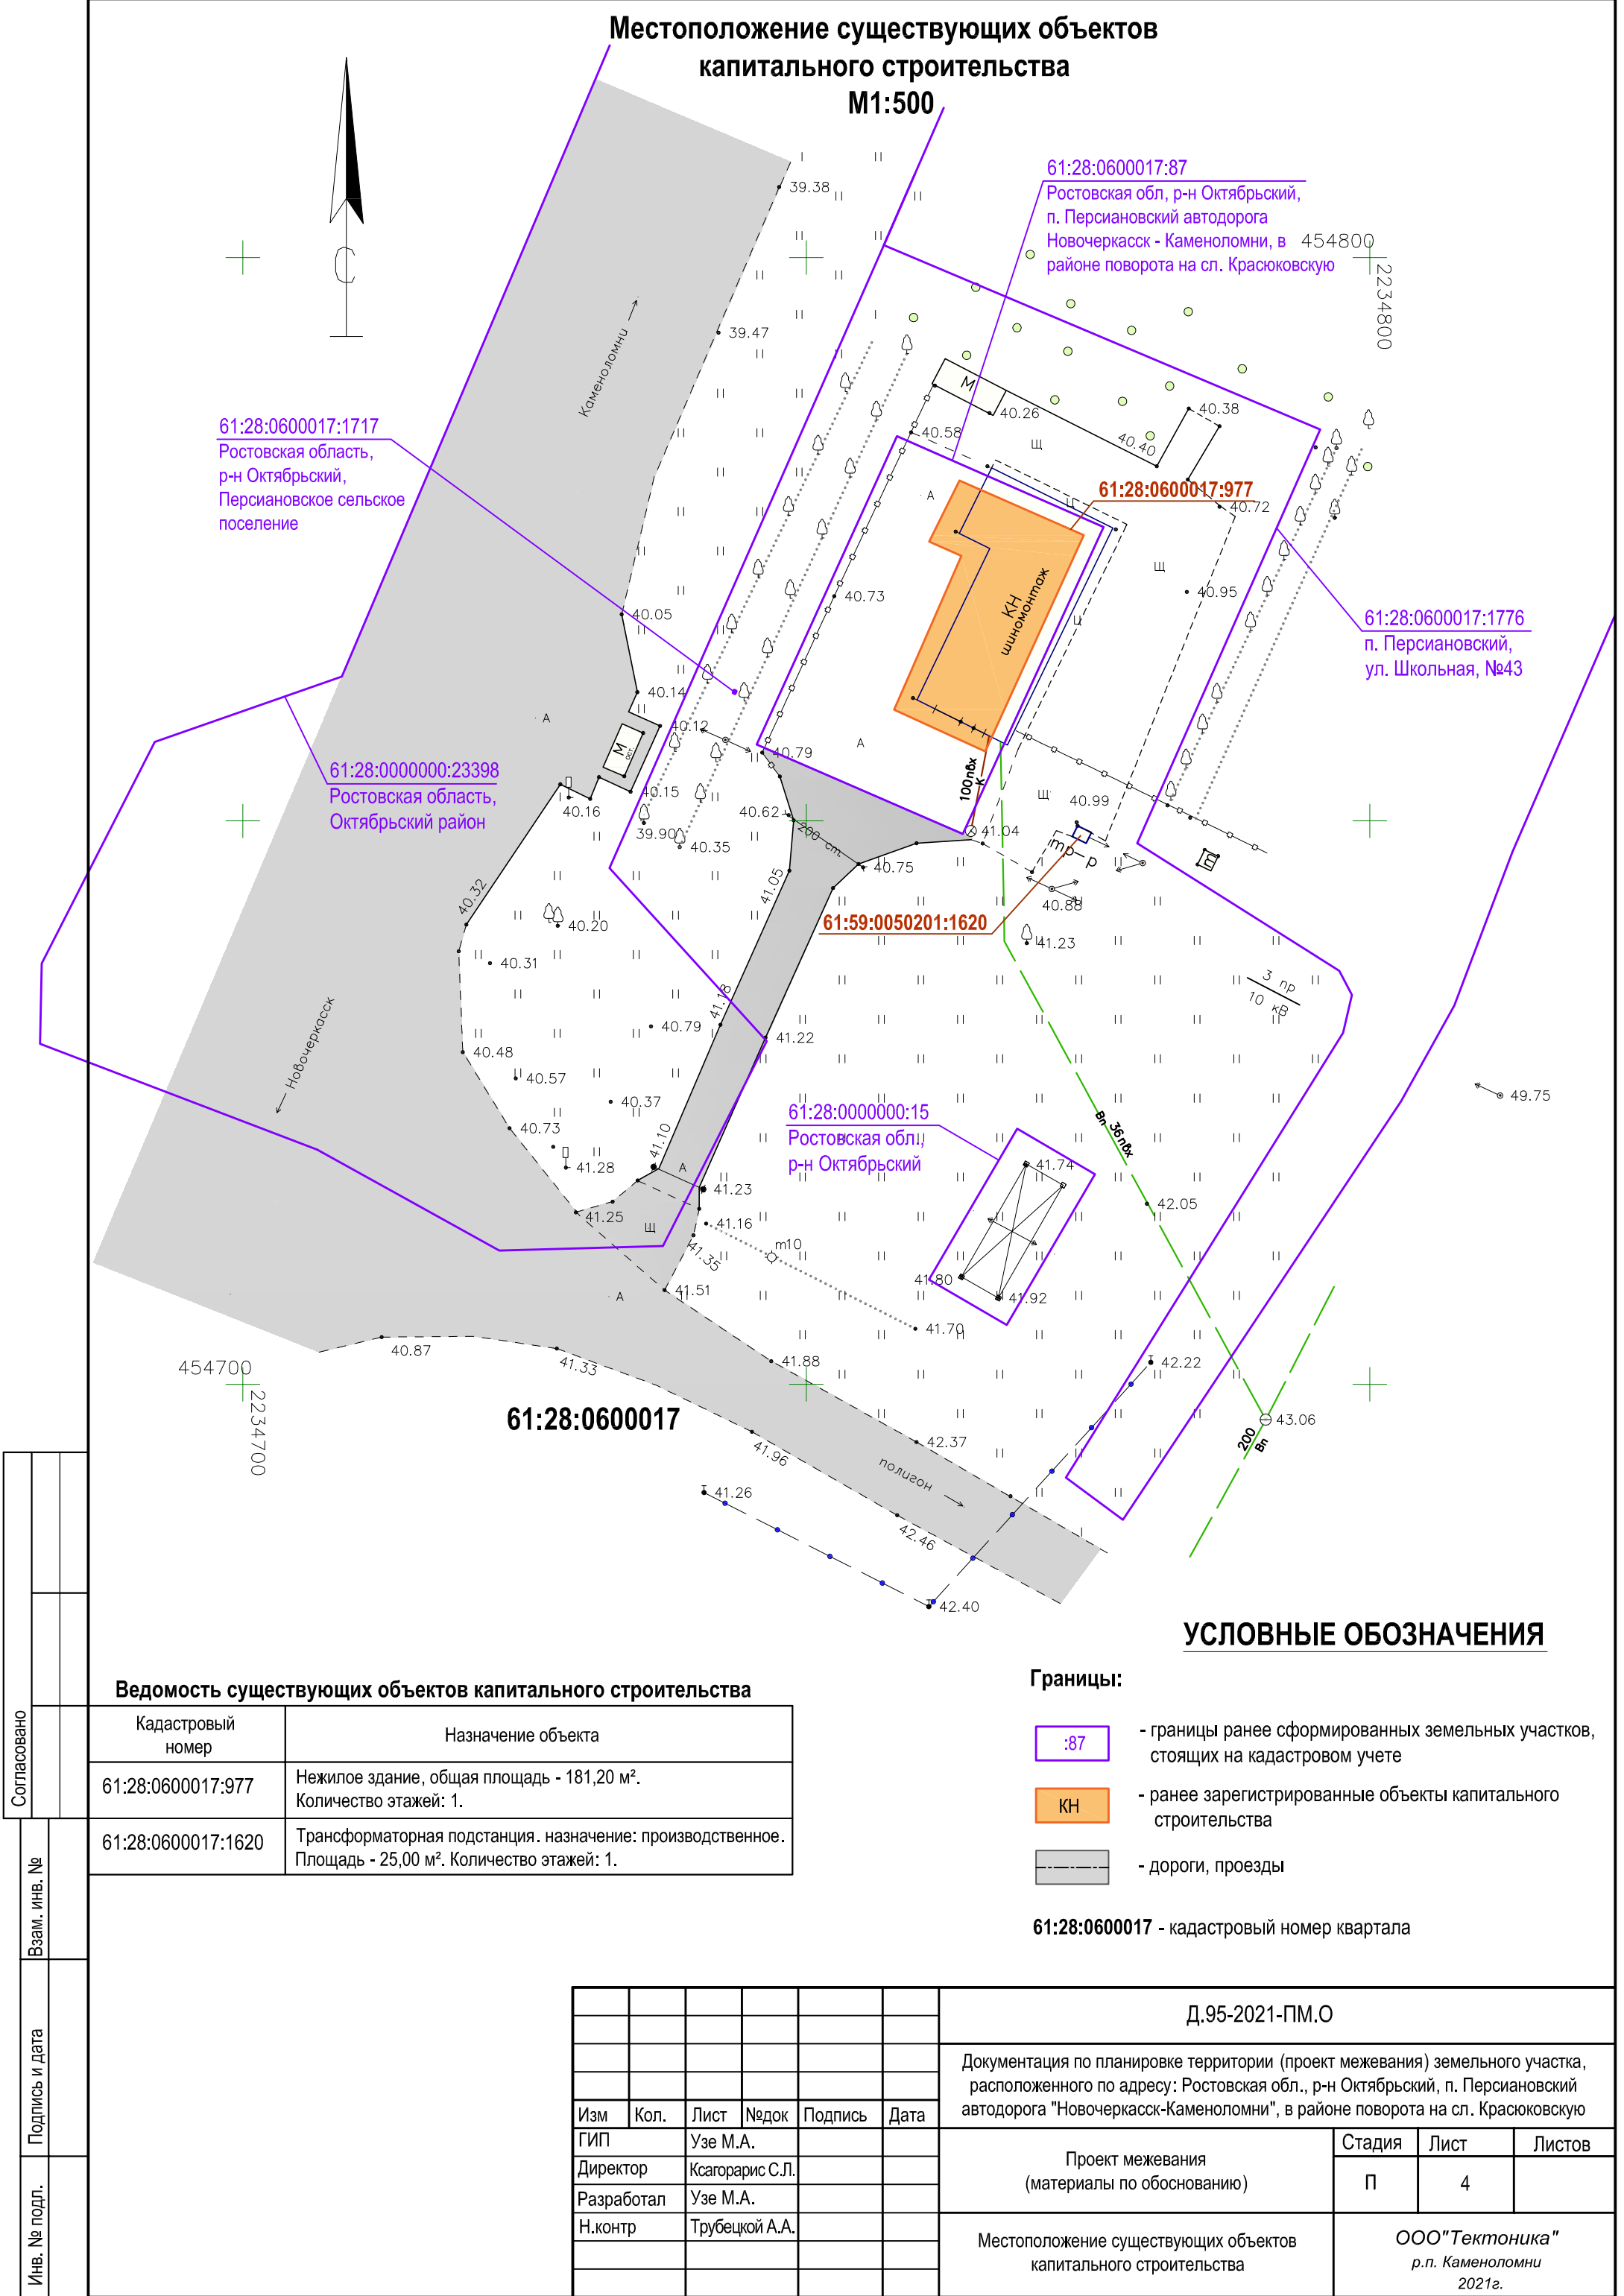 Местоположение существующих объектов
капитального строительства
М1:500
61:28:0600017:87
Ростовская обл, р-н Октябрьский,
п. Персиановский автодорога
Новочеркасск - Каменоломни, в
районе поворота на сл. Красюковскую
454800
2234800
С
39.38
39.47
Каменоломни
61:28:0600017:1717
Ростовская область,
р-н Октябрьский,
Персиановское сельское
поселение
М
40.26
40.38
40.58
40.40
Щ
А
61:28:0600017:977
Ц
40.72
Щ
40.95
40.73
КН
шиномонтаж
Ц
40.05
61:28:0600017:1776
п. Персиановский,
ул. Школьная, №43
40.14
А
40.12
М
ост.
40.79
А
61:28:0000000:23398
Ростовская область,
Октябрьский район
100пвх
К
40.15
40.16
Щ
40.99
40.62
39.90
40.35
200 ст.
41.04
тр-р
40.75
41.05
40.32
40.88
61:59:0050201:1620
40.20
41.23
40.31
3 пр
10 кВ
41.18
40.79
41.22
Новочеркасск
40.48
40.57
40.37
49.75
61:28:0000000:15
Ростовская обл.,
р-н Октябрьский
Вп 36пвх
40.73
41.10
41.28
А
41.74
41.23
42.05
41.25
Щ
41.16
41.35
т10
41.80
41.51
41.92
А
41.70
40.87
41.33
41.88
42.22
454700
2234700
61:28:0600017
43.06
200
Вп
42.37
41.96
полигон
41.26
42.46
42.40
УСЛОВНЫЕ ОБОЗНАЧЕНИЯ
Границы:
:87
- границы ранее сформированных земельных участков,
стоящих на кадастровом учете
КН
- ранее зарегистрированные объекты капитального
строительства
- дороги, проезды
61:28:0600017 - кадастровый номер квартала
Ведомость существующих объектов капитального строительства
Кадастровый
номер
Назначение объекта
61:28:0600017:977
Нежилое здание, общая площадь - 181,20 м².
Количество этажей: 1.
61:28:0600017:1620
Трансформаторная подстанция. назначение: производственное.
Площадь - 25,00 м². Количество этажей: 1.
Согласовано
Взам. инв. №
Подпись и дата
Инв. № подл.
Д.95-2021-ПМ.О
Документация по планировке территории (проект межевания) земельного участка,
расположенного по адресу: Ростовская обл., р-н Октябрьский, п. Персиановский
автодорога "Новочеркасск-Каменоломни", в районе поворота на сл. Красюковскую
Изм Кол. Лист №док Подпись Дата
ГИП Узе М.А.
Директор Ксагорарис С.Л.
Разработал Узе М.А.
Н.контр Трубецкой А.А.
Проект межевания
(материалы по обоснованию)
Стадия Лист Листов
П 4
Местоположение существующих объектов
капитального строительства
ООО"Тектоника"
р.п. Каменоломни
2021г.